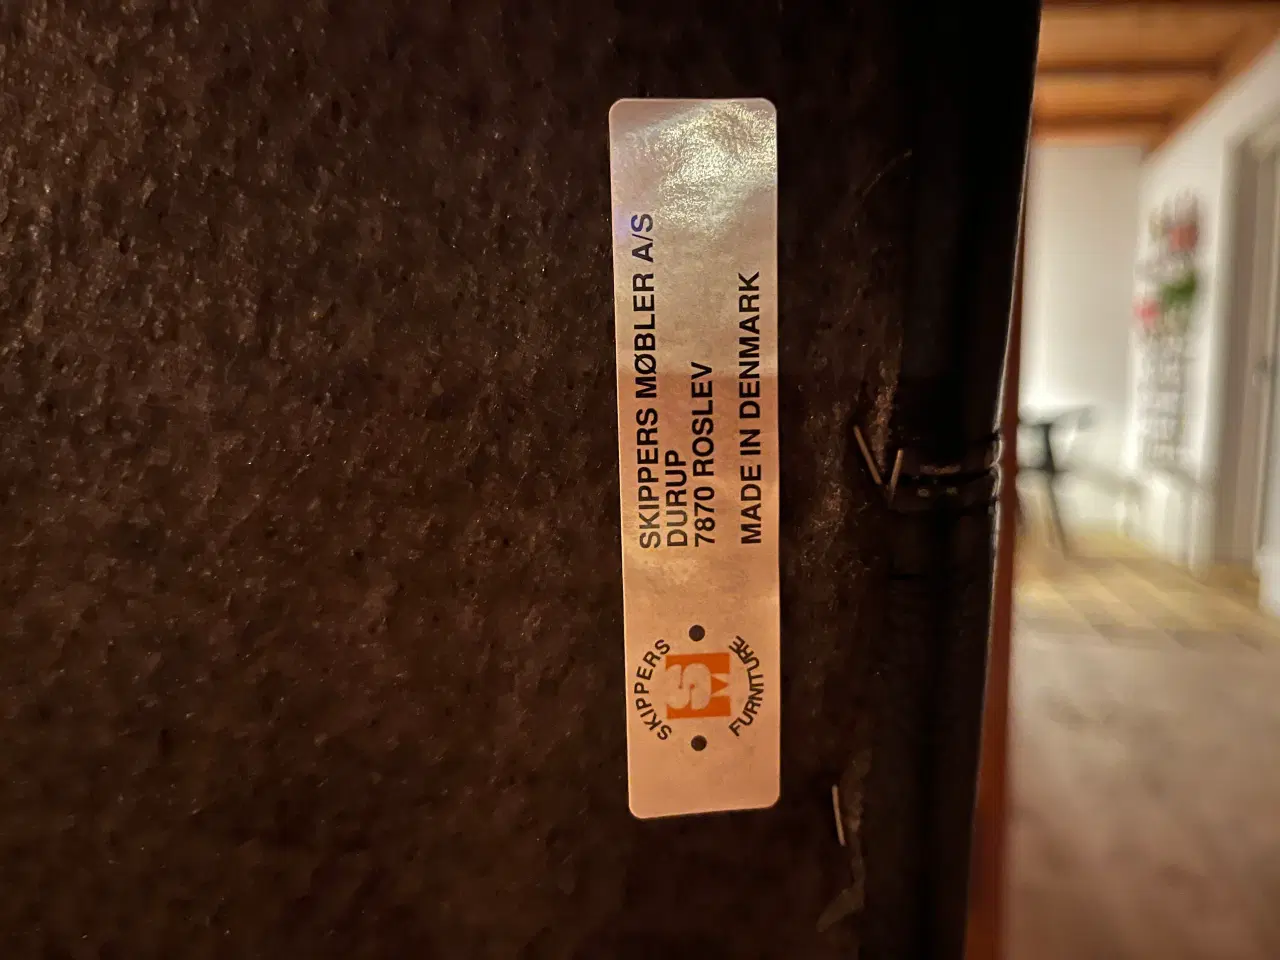 SKIPPERS MØBLER A/S
DURUP
7870 ROSLEV
MADE IN DENMARK
SKIPPERS
SM
FURNITURE